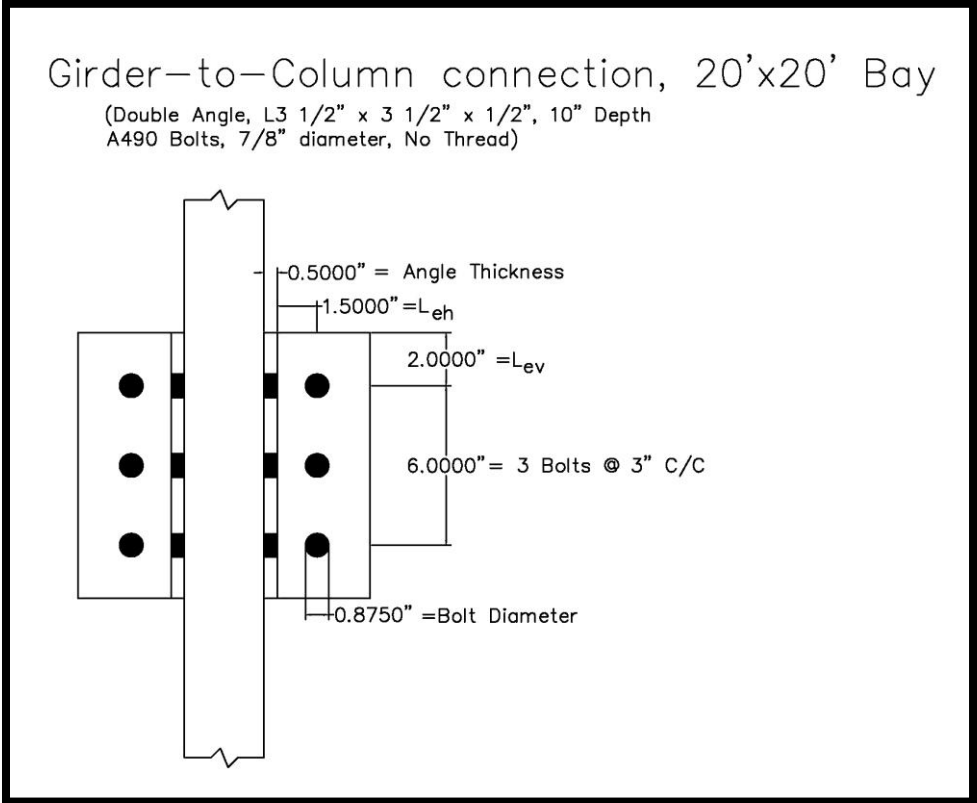 Girder-to-Column connection, 20'x20' Bay
(Double Angle, L3 1/2" x 3 1/2" x 1/2", 10" Depth
A490 Bolts, 7/8" diameter, No Thread)
0.5000" = Angle Thickness
1.5000" =Leh
2.0000" =Lev
6.0000"= 3 Bolts @ 3" C/C
0.8750" =Bolt Diameter